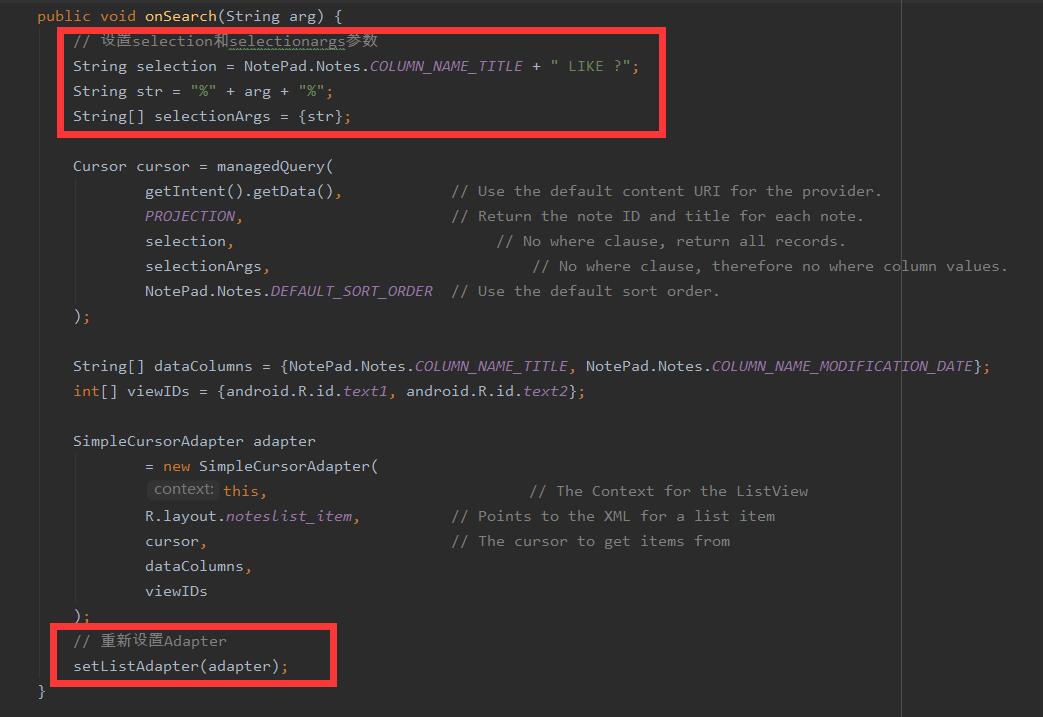 public void onSearch(String arg) {
// 设置selection和selectionargs参数
String selection = NotePad.Notes.COLUMN_NAME_TITLE + " LIKE ?";
String str = "%" + arg + "%";
String[] selectionArgs = {str};
Cursor cursor = managedQuery(
getIntent().getData(), // Use the default content URI for the provider.
PROJECTION, // Return the note ID and title for each note.
selection, // No where clause, return all records.
selectionArgs, // No where clause, therefore no where column values.
NotePad.Notes.DEFAULT_SORT_ORDER // Use the default sort order.
);
String[] dataColumns = {NotePad.Notes.COLUMN_NAME_TITLE, NotePad.Notes.COLUMN_NAME_MODIFICATION_DATE};
int[] viewIDs = {android.R.id.text1, android.R.id.text2};
SimpleCursorAdapter adapter
= new SimpleCursorAdapter(
context: this, // The Context for the ListView
R.layout.noteslist_item, // Points to the XML for a list item
cursor, // The cursor to get items from
dataColumns,
viewIDs
);
// 重新设置Adapter
setListAdapter(adapter);
}